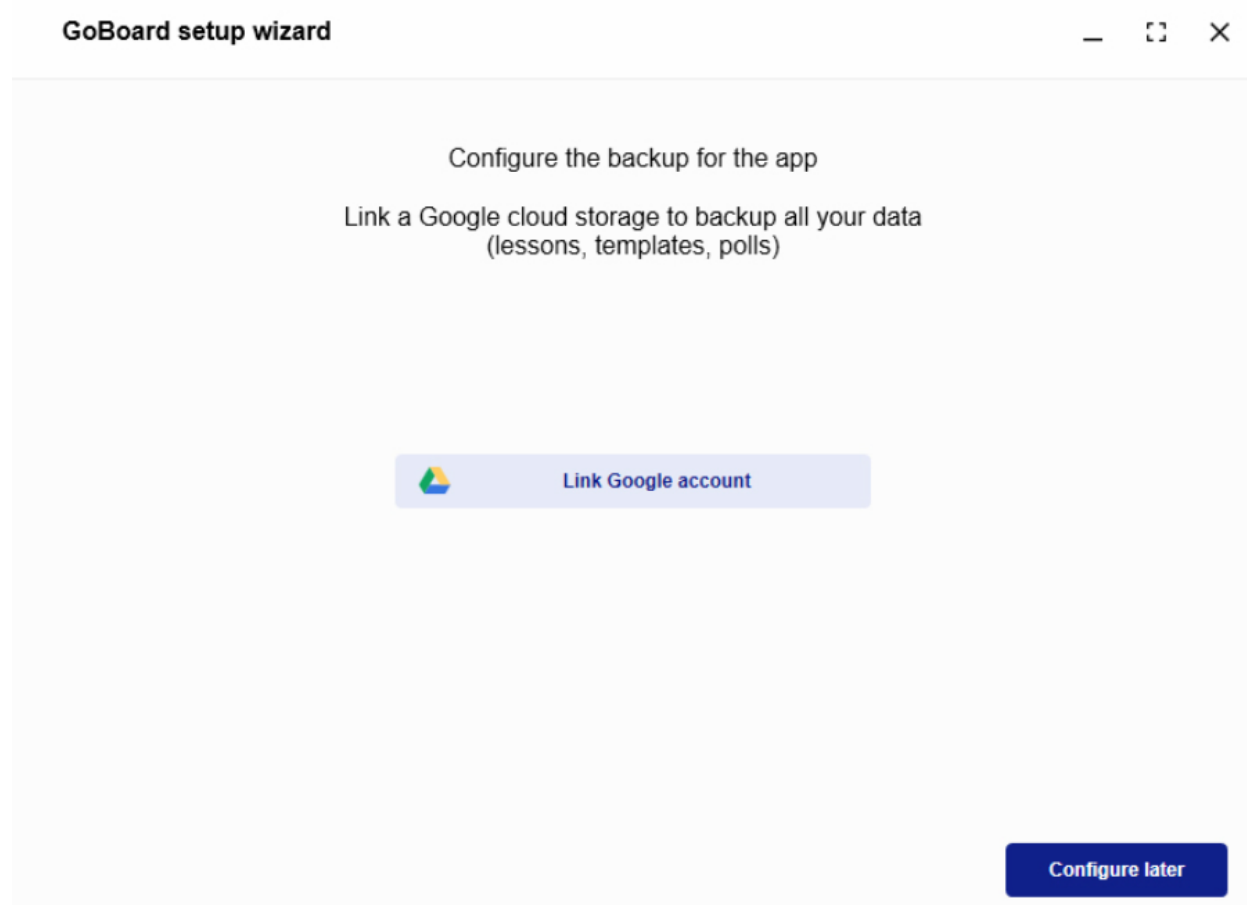 GoBoard setup wizard
Configure the backup for the app
Link a Google cloud storage to backup all your data
(lessons, templates, polls)
Link Google account
Configure later